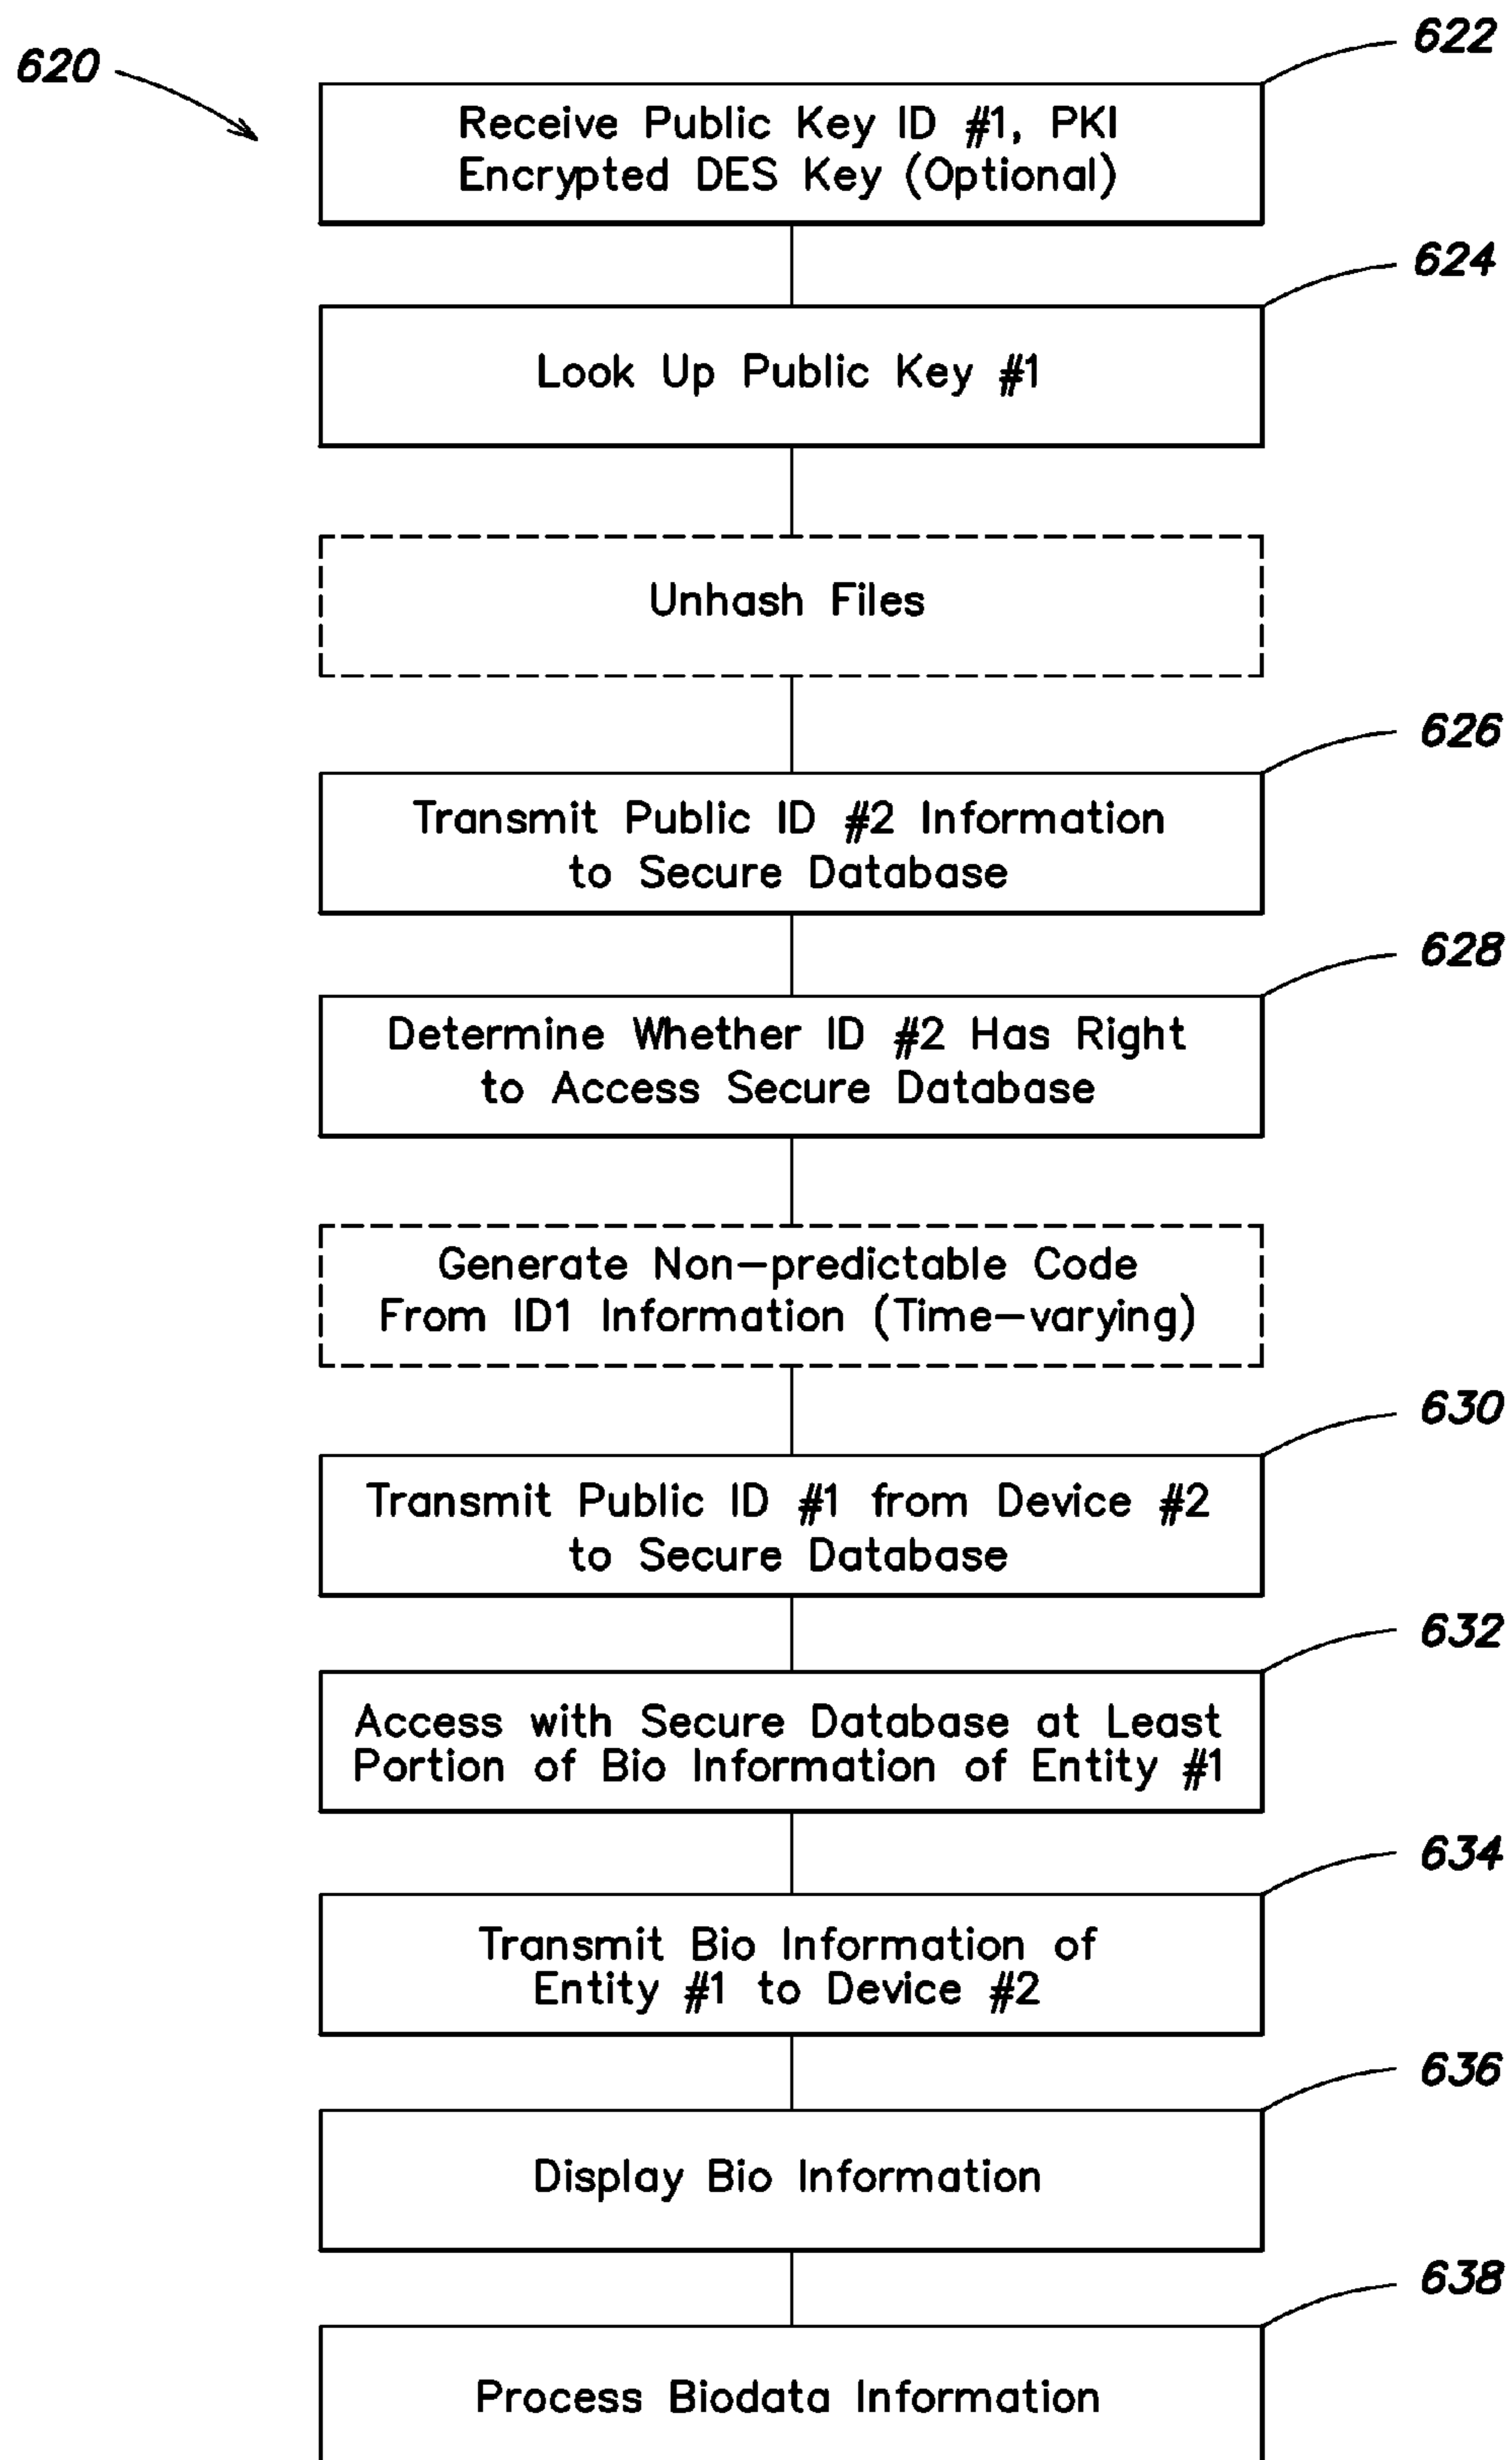 620
622
Receive Public Key ID #1, PKI
Encrypted DES Key (Optional)
624
Look Up Public Key #1
Unhash Files
626
Transmit Public ID #2 Information
to Secure Database
628
Determine Whether ID #2 Has Right
to Access Secure Database
Generate Non-predictable Code
From ID1 Information (Time-varying)
630
Transmit Public ID #1 from Device #2
to Secure Database
632
Access with Secure Database at Least
Portion of Bio Information of Entity #1
634
Transmit Bio Information of
Entity #1 to Device #2
636
Display Bio Information
638
Process Biodata Information